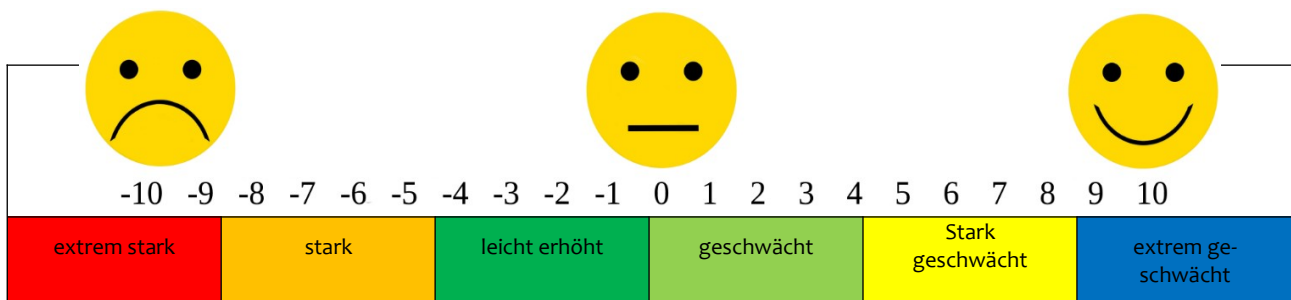 -10 -9 -8 -7 -6 -5 -4 -3 -2 -1 0 1 2 3 4 5 6 7 8 9 10
extrem stark
stark
leicht erhöht
geschwächt
Stark
geschwächt
extrem ge-
schwächt